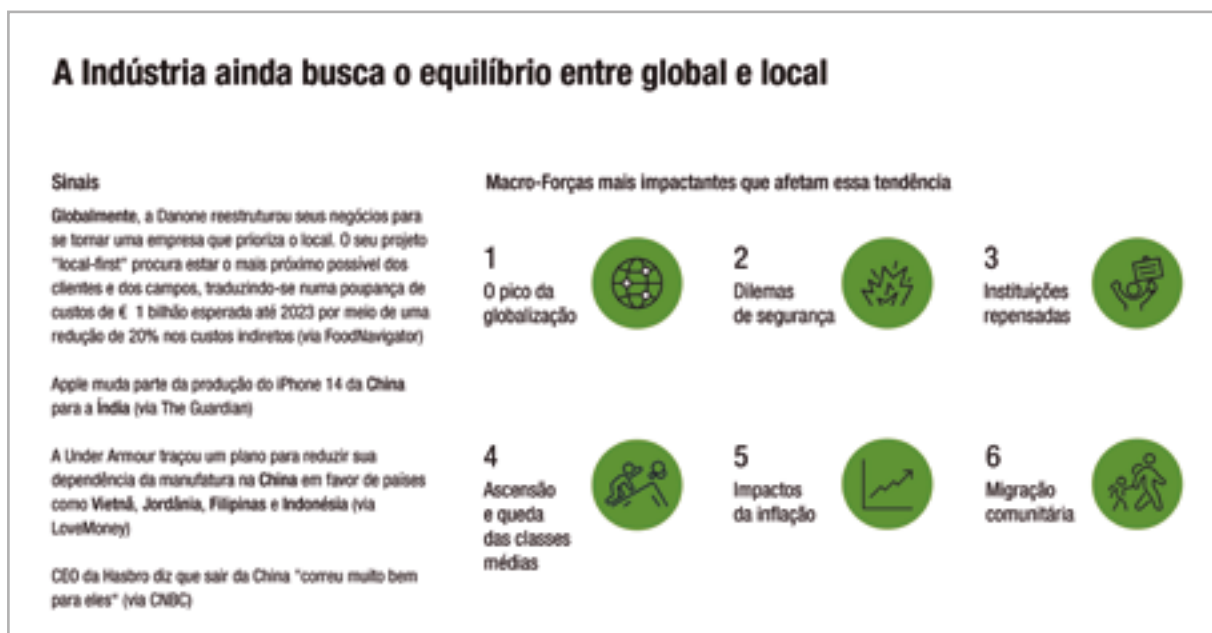 A Indústria ainda busca o equilíbrio entre global e local
Sinais
Globalmente, a Danone reestruturou seus negócios para
se tornar uma empresa que prioriza o local. O seu projeto
"local-first" procura estar o mais próximo possível dos
clientes e dos campos, traduzindo-se numa poupança de
custos de € 1 bilhão esperada até 2023 por meio de uma
redução de 20% nos custos indiretos (via FoodNavigator)
Apple muda parte da produção do iPhone 14 da China
para a Índia (via The Guardian)
A Under Armour traçou um plano para reduzir sua
dependência da manufatura na China em favor de países
como Vietnã, Jordânia, Filipinas e Indonésia (via
LoveMoney)
CEO da Hasbro diz que sair da China "correu muito bem
para eles" (via CNBC)
Macro-Forças mais impactantes que afetam essa tendência
1
O pico da
globalização
2
Dilemas
de segurança
3
Instituições
repensadas
4
Ascensão
e queda
das classes
médias
5
Impactos
da inflação
6
Migração
comunitária